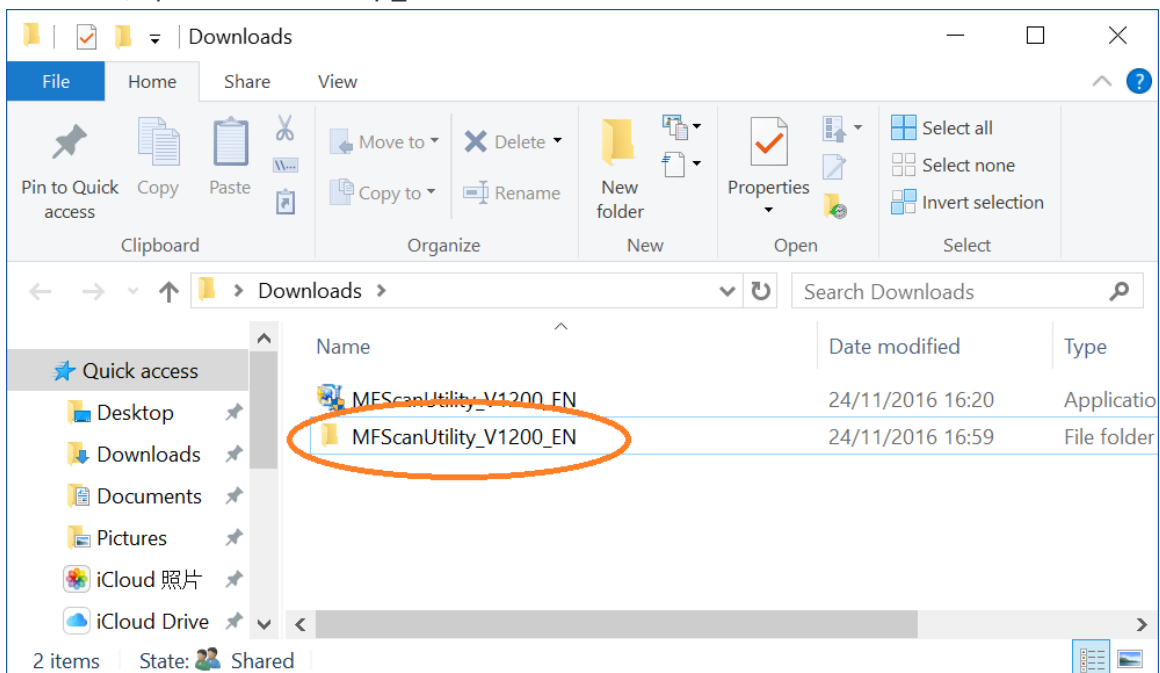 Downloads
File Home Share View
Pin to Quick access
Copy
Paste
Move to
Copy to
Delete
Rename
New folder
Properties
Select all
Select none
Invert selection
Clipboard Organize New Open Select
Downloads
Search Downloads
Quick access
Desktop
Downloads
Documents
Pictures
iCloud 照片
iCloud Drive
Name Date modified Type
MFScanUtility_V1200_EN 24/11/2016 16:20 Applicatio
MFScanUtility_V1200_EN 24/11/2016 16:59 File folder
2 items State: Shared